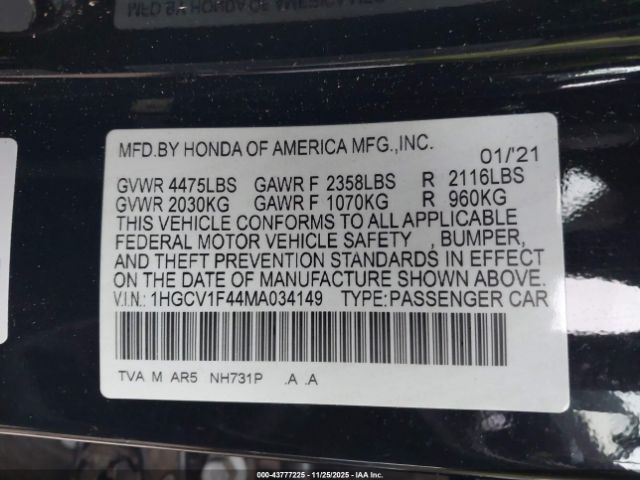 MFD.BY HONDA OF AMERICA MFG.,INC. 01/'21
GVWR 4475LBS GAWR F 2358LBS R 2116LBS
GVWR 2030KG GAWR F 1070KG R 960KG
THIS VEHICLE CONFORMS TO ALL APPLICABLE
FEDERAL MOTOR VEHICLE SAFETY , BUMPER,
AND THEFT PREVENTION STANDARDS IN EFFECT
ON THE DATE OF MANUFACTURE SHOWN ABOVE.
V.I.N.: 1HGCV1F44MA034149 TYPE:PASSENGER CAR
TVA M AR5 NH731P .A .A
000-43777225 - 11/25/2025 - IAA Inc.